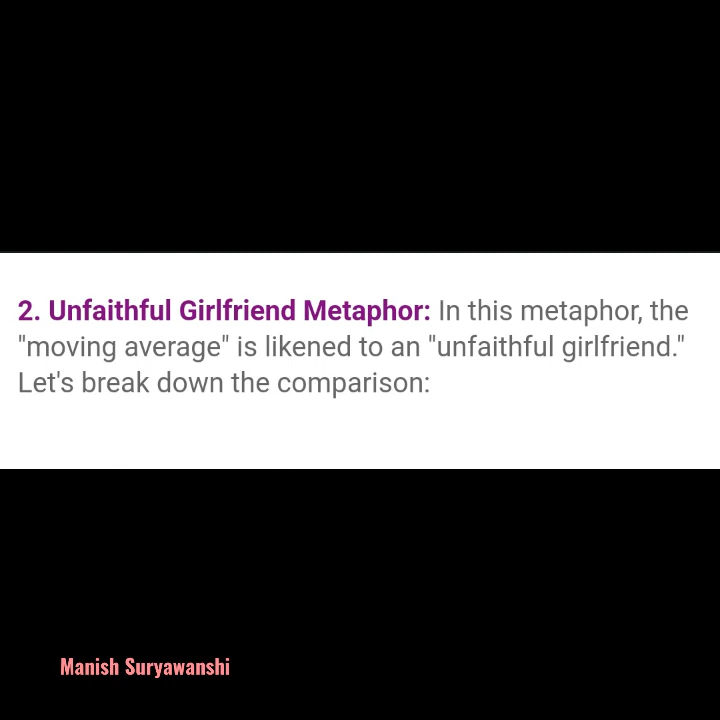 2. Unfaithful Girlfriend Metaphor: In this metaphor, the
"moving average" is likened to an "unfaithful girlfriend."
Let's break down the comparison:
Manish Suryawanshi